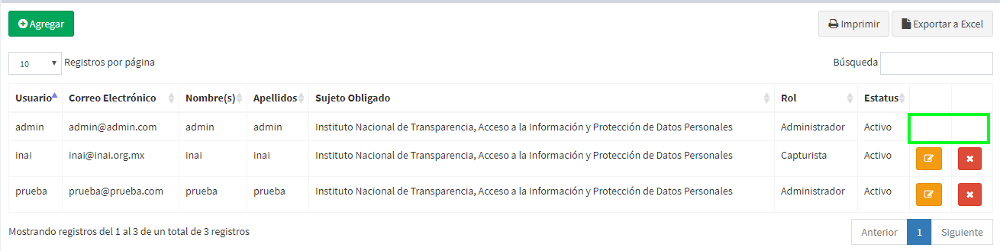 Agregar Imprimir Exportar a Excel
10 Registros por página Búsqueda
Usuario Correo Electrónico Nombre(s) Apellidos Sujeto Obligado Rol Estatus
admin admin@admin.com admin admin Instituto Nacional de Transparencia, Acceso a la Información y Protección de Datos Personales Administrador Activo
inai inai@inai.org.mx inai inai Instituto Nacional de Transparencia, Acceso a la Información y Protección de Datos Personales Capturista Activo
prueba prueba@prueba.com prueba prueba Instituto Nacional de Transparencia, Acceso a la Información y Protección de Datos Personales Administrador Activo
Mostrando registros del 1 al 3 de un total de 3 registros Anterior 1 Siguiente